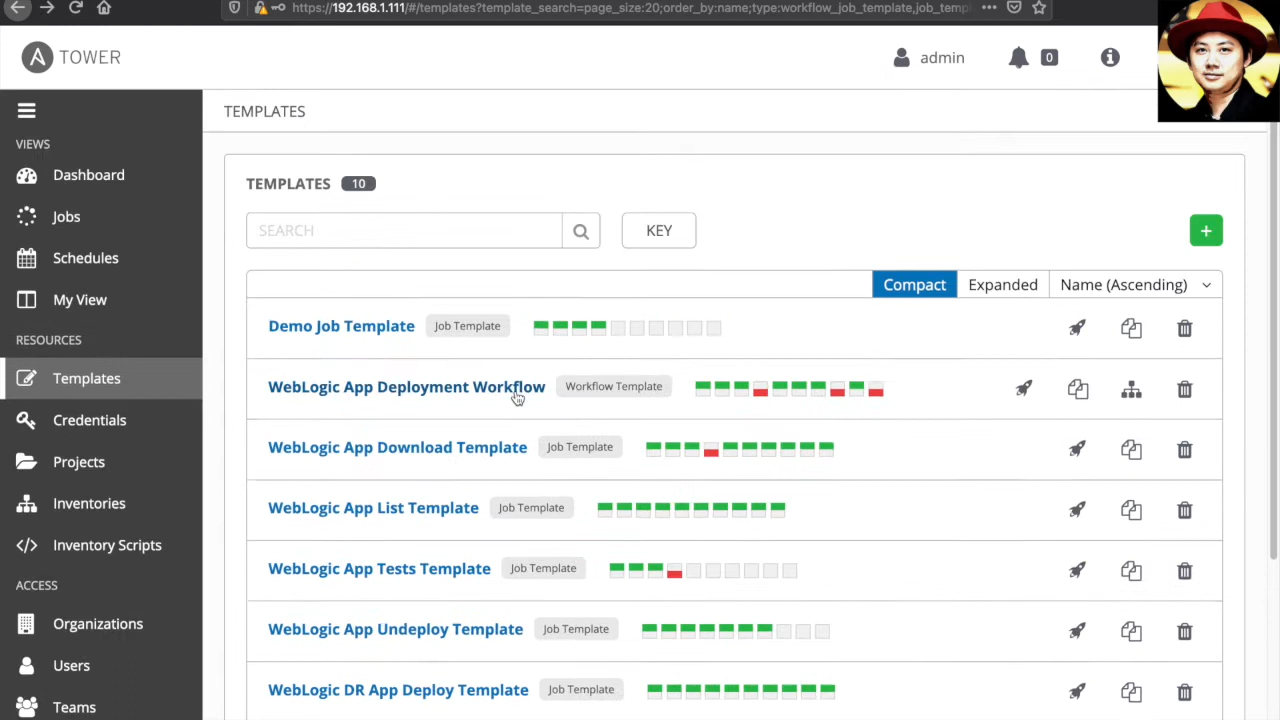 https://192.168.1.111/#/templates?template_search=page_size:20;order_by:name;type:workflow_job_template,job_temp
TOWER
admin
0
TEMPLATES
VIEWS
Dashboard
Jobs
Schedules
My View
RESOURCES
Templates
Credentials
Projects
Inventories
Inventory Scripts
ACCESS
Organizations
Users
Teams
TEMPLATES 10
SEARCH
KEY
+
Compact Expanded Name (Ascending)
Demo Job Template Job Template
WebLogic App Deployment Workflow Workflow Template
WebLogic App Download Template Job Template
WebLogic App List Template Job Template
WebLogic App Tests Template Job Template
WebLogic App Undeploy Template Job Template
WebLogic DR App Deploy Template Job Template